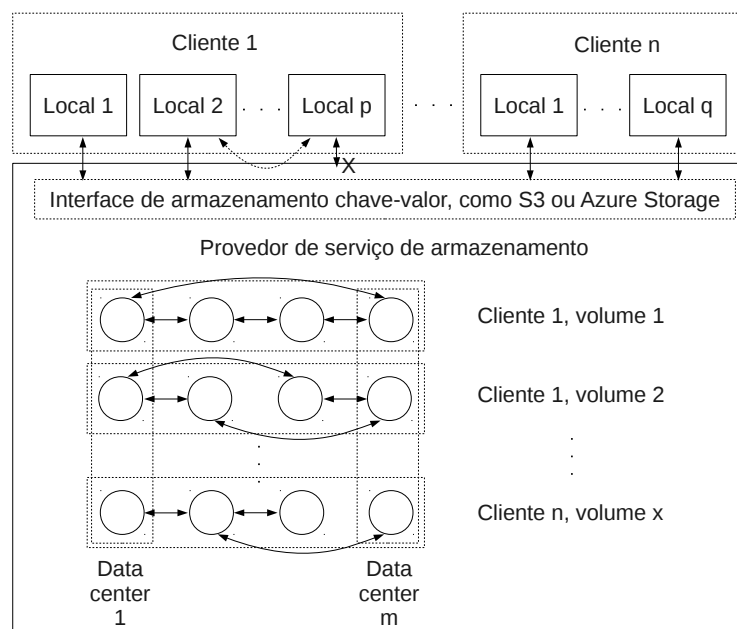 Cliente 1
Cliente n
Local 1
Local 2
. . .
Local p
. . .
Local 1
. . .
Local q
X
Interface de armazenamento chave-valor, como S3 ou Azure Storage
Provedor de serviço de armazenamento
Cliente 1, volume 1
Cliente 1, volume 2
Cliente n, volume x
Data
center
1
Data
center
m